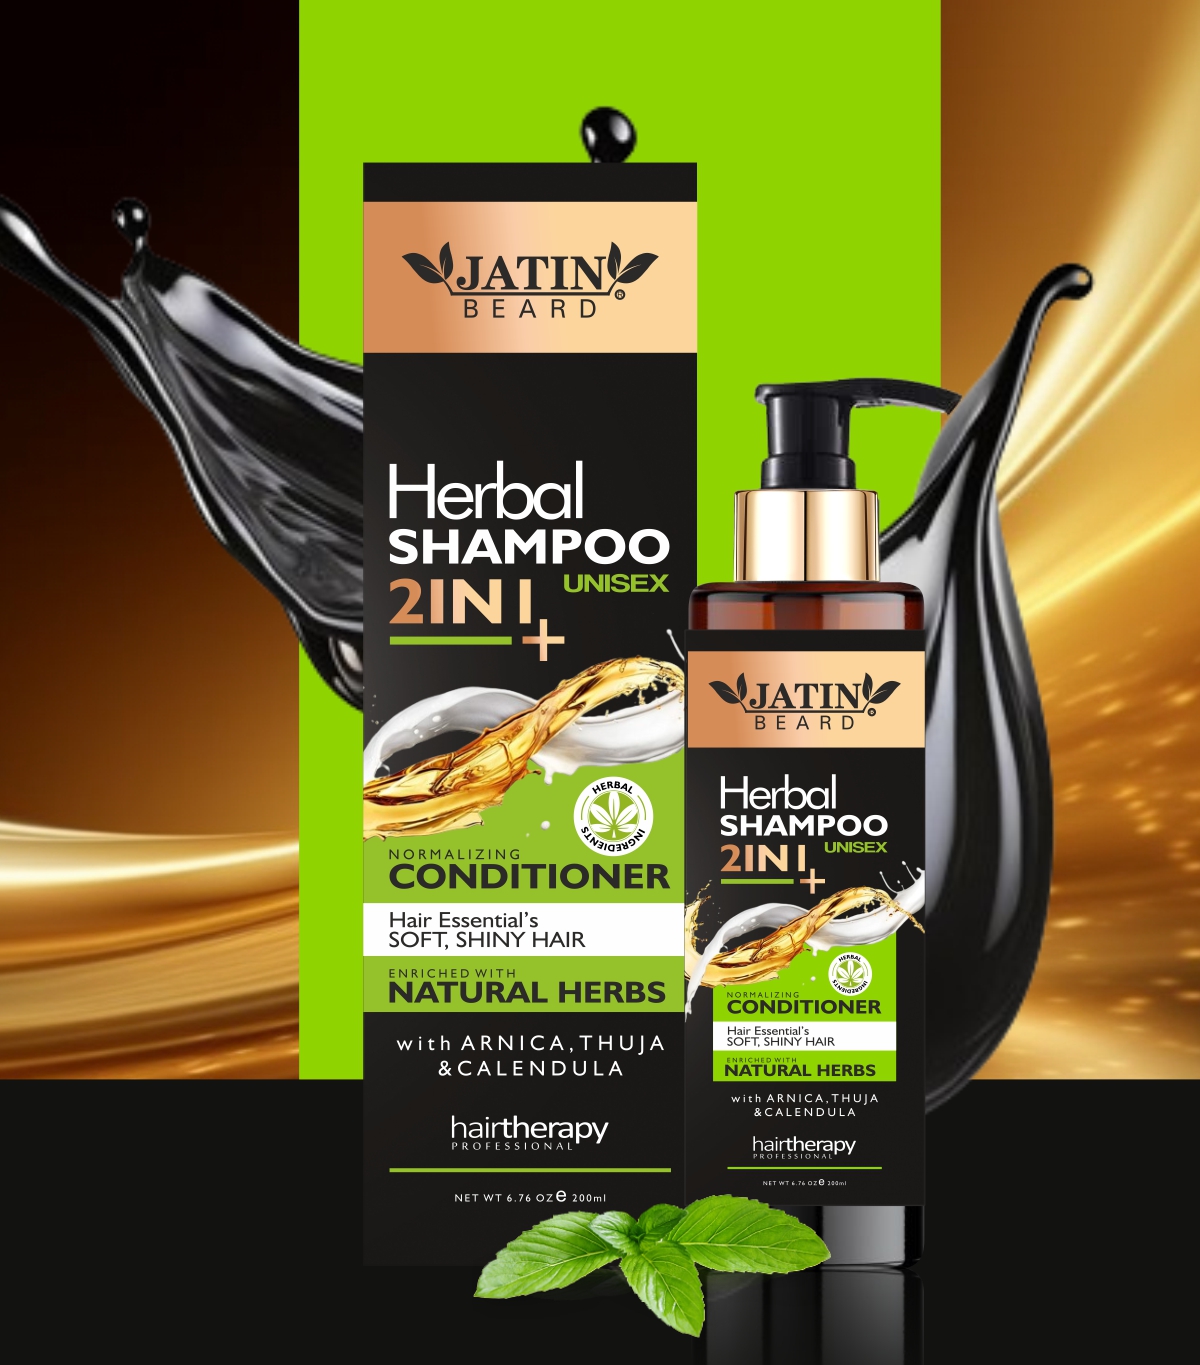 JATIN
BEARD
®
Herbal
SHAMPOO
2IN1+
UNISEX
HERBAL
INGREDIENTS
NORMALIZING
CONDITIONER
Hair Essential's
SOFT, SHINY HAIR
ENRICHED WITH
NATURAL HERBS
with ARNICA, THUJA
&CALENDULA
hairtherapy
PROFESSIONAL
NET WT 6.76 OZ e 200ml
JATIN
BEARD
®
Herbal
SHAMPOO
UNISEX
2IN1+
HERBAL
INGREDIENTS
NORMALIZING
CONDITIONER
Hair Essential's
SOFT, SHINY HAIR
ENRICHED WITH
NATURAL HERBS
with ARNICA, THUJA
&CALENDULA
hairtherapy
PROFESSIONAL
NET WT 6.76 OZ e 200ml